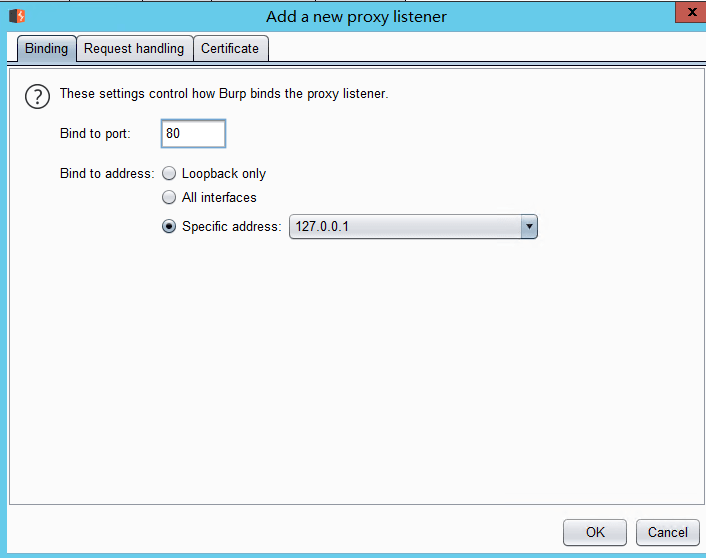 Add a new proxy listener
x
Binding Request handling Certificate
? These settings control how Burp binds the proxy listener.
Bind to port: 80
Bind to address: Loopback only
All interfaces
Specific address: 127.0.0.1
OK Cancel